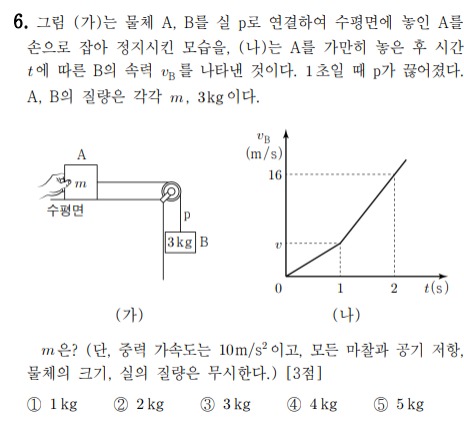 6. 그림 (가)는 물체 A, B를 실 p로 연결하여 수평면에 놓인 A를
손으로 잡아 정지시킨 모습을, (나)는 A를 가만히 놓은 후 시간
t에 따른 B의 속력 v_B를 나타낸 것이다. 1초일 때 p가 끊어졌다.
A, B의 질량은 각각 m, 3kg이다.
A
m
수평면
p
3kg B
(가)
v_B
(m/s)
16
v
0 1 2 t(s)
(나)
m은? (단, 중력 가속도는 10m/s²이고, 모든 마찰과 공기 저항,
물체의 크기, 실의 질량은 무시한다.) [3점]
① 1kg ② 2kg ③ 3kg ④ 4kg ⑤ 5kg